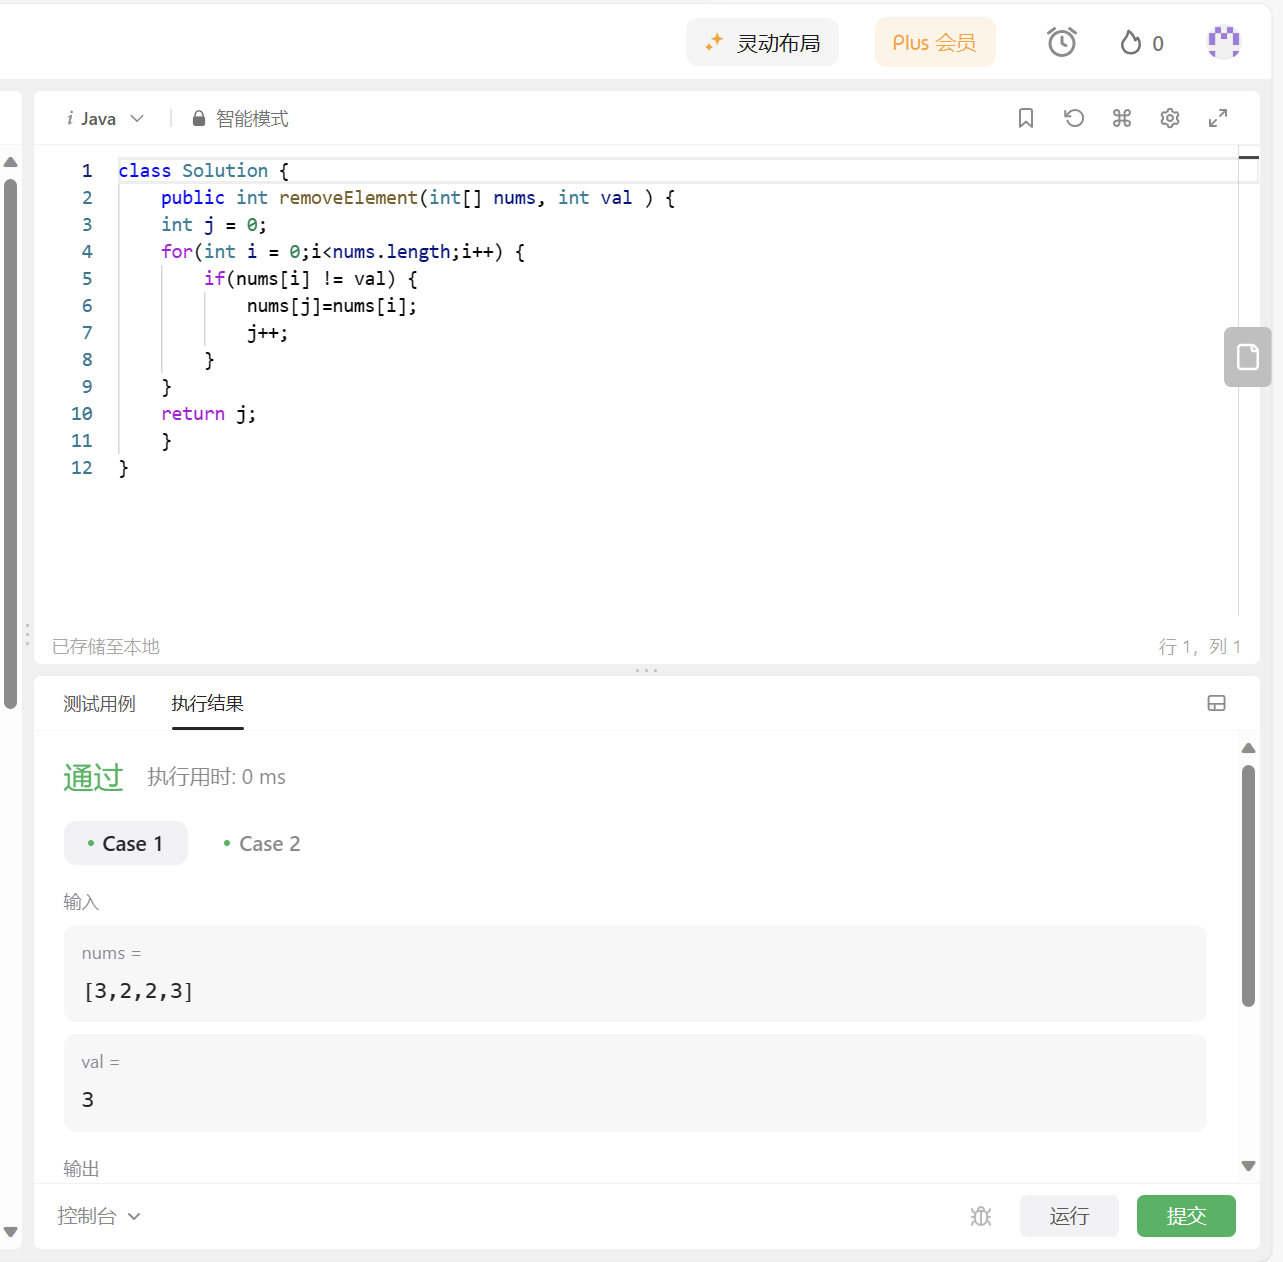 灵动布局
Plus 会员
0
i Java
智能模式
1 class Solution {
2 public int removeElement(int[] nums, int val ) {
3 int j = 0;
4 for(int i = 0;i<nums.length;i++) {
5 if(nums[i] != val) {
6 nums[j]=nums[i];
7 j++;
8 }
9 }
10 return j;
11 }
12 }
已存储至本地
行 1, 列 1
测试用例
执行结果
通过
执行用时: 0 ms
Case 1
Case 2
输入
nums =
[3,2,2,3]
val =
3
输出
控制台
运行
提交